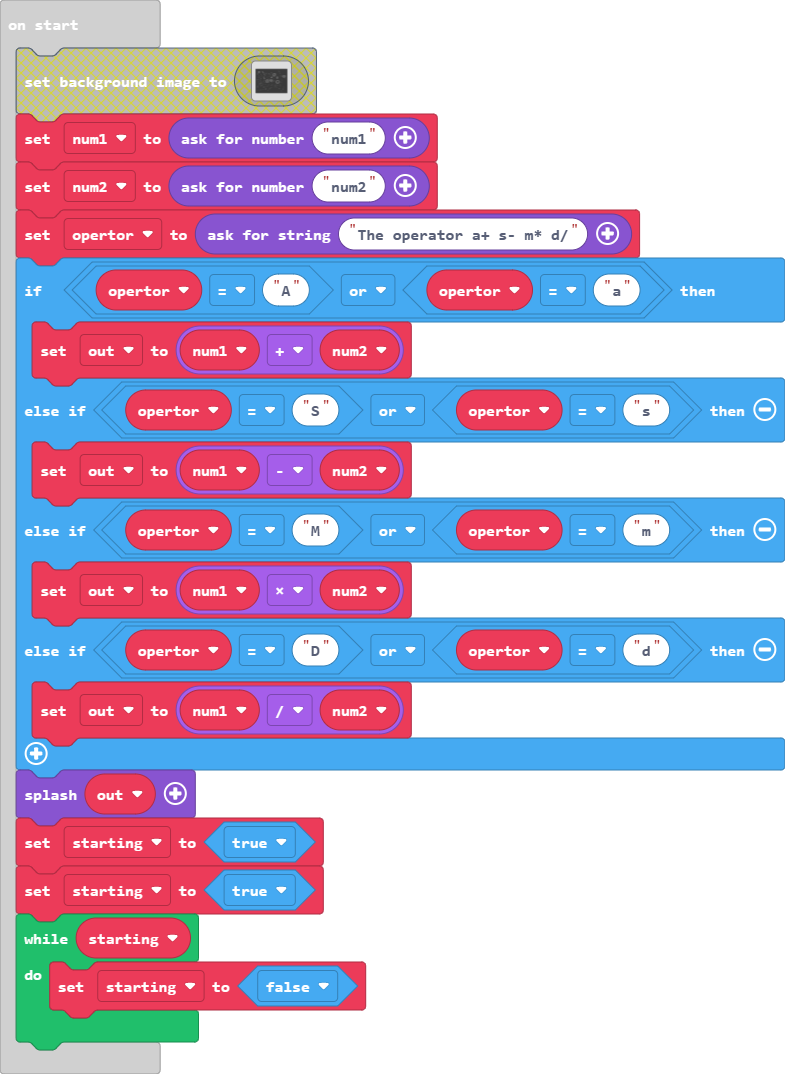 on start
set background image to
set num1 to ask for number "num1"
set num2 to ask for number "num2"
set opertor to ask for string "The operator a+ s- m* d/"
if opertor = "A" or opertor = "a" then
set out to num1 + num2
else if opertor = "S" or opertor = "s" then
set out to num1 - num2
else if opertor = "M" or opertor = "m" then
set out to num1 × num2
else if opertor = "D" or opertor = "d" then
set out to num1 / num2
splash out
set starting to true
set starting to true
while starting
do set starting to false